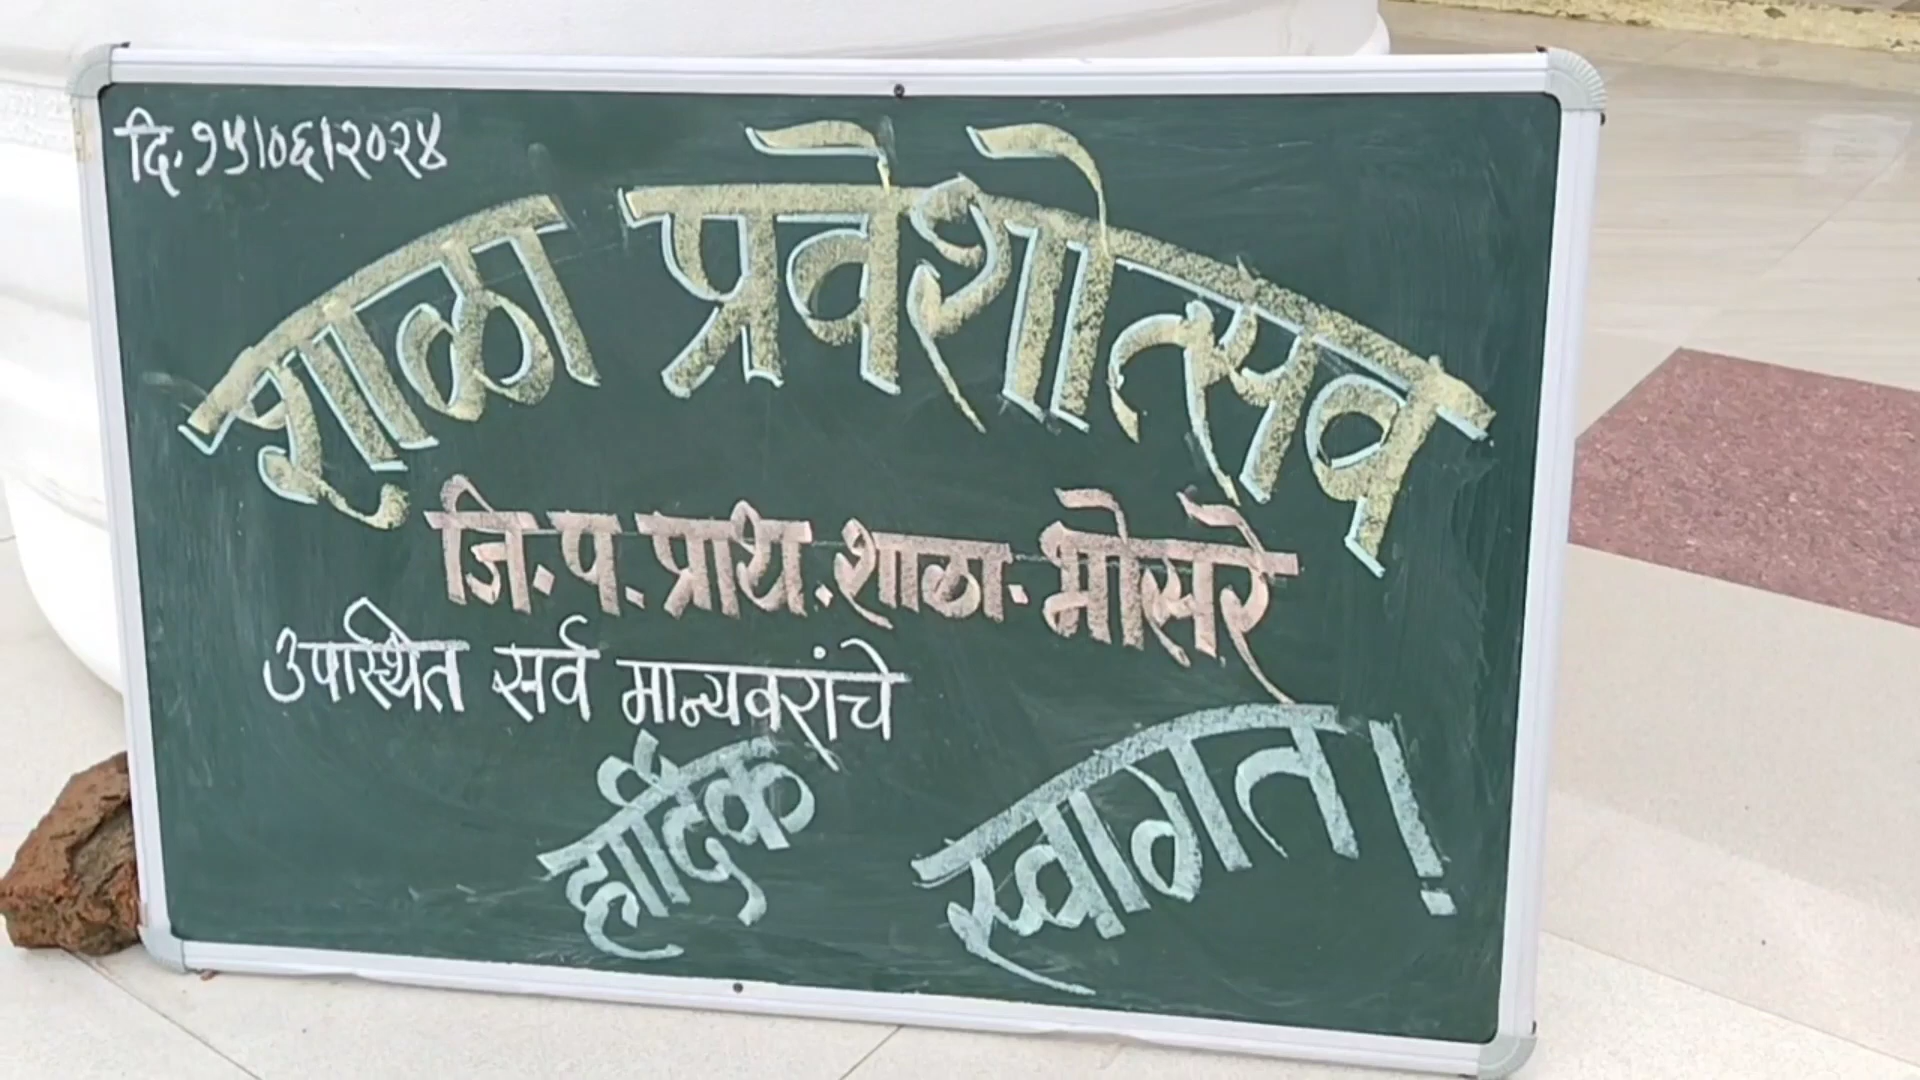 दि. १५/०६/२०२४
शाळा प्रवेशोत्सव
जि.प. प्राथ. शाळा. भोसरे
उपस्थित सर्व मान्यवरांचे
हार्दिक स्वागत!